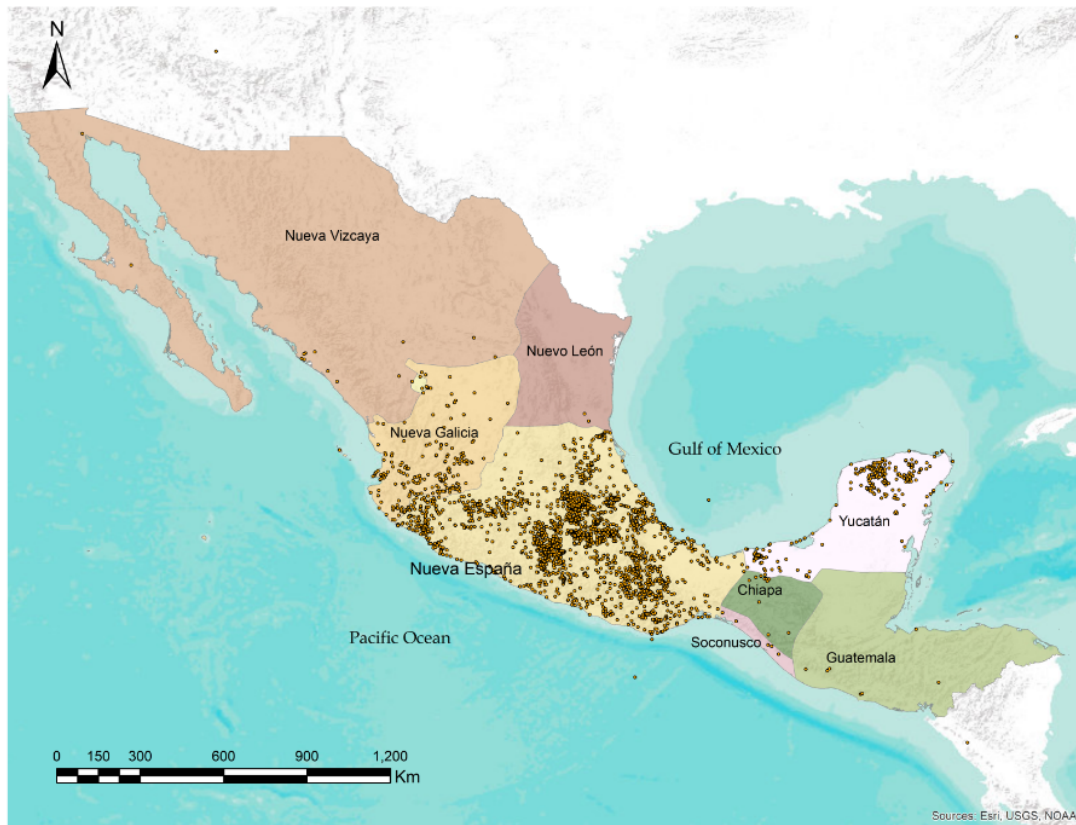 N
Nueva Vizcaya
Nuevo León
Nueva Galicia
Gulf of Mexico
Yucatán
Nueva España
Chiapa
Pacific Ocean
Soconusco
Guatemala
0 150 300 600 900 1,200
Km
Sources: Esri, USGS, NOAA